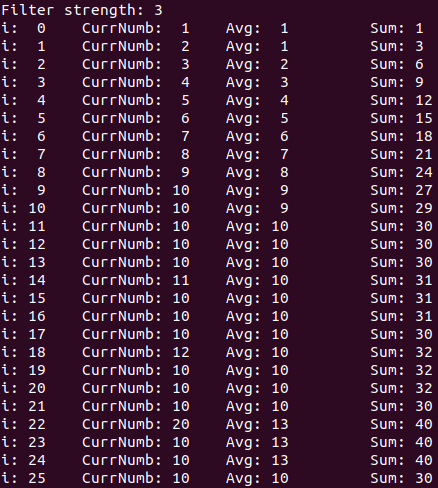 Filter strength: 3
i:  0    CurrNumb:  1    Avg:  1         Sum: 1
i:  1    CurrNumb:  2    Avg:  1         Sum: 3
i:  2    CurrNumb:  3    Avg:  2         Sum: 6
i:  3    CurrNumb:  4    Avg:  3         Sum: 9
i:  4    CurrNumb:  5    Avg:  4         Sum: 12
i:  5    CurrNumb:  6    Avg:  5         Sum: 15
i:  6    CurrNumb:  7    Avg:  6         Sum: 18
i:  7    CurrNumb:  8    Avg:  7         Sum: 21
i:  8    CurrNumb:  9    Avg:  8         Sum: 24
i:  9    CurrNumb: 10    Avg:  9         Sum: 27
i: 10    CurrNumb: 10    Avg:  9         Sum: 29
i: 11    CurrNumb: 10    Avg: 10         Sum: 30
i: 12    CurrNumb: 10    Avg: 10         Sum: 30
i: 13    CurrNumb: 10    Avg: 10         Sum: 30
i: 14    CurrNumb: 11    Avg: 10         Sum: 31
i: 15    CurrNumb: 10    Avg: 10         Sum: 31
i: 16    CurrNumb: 10    Avg: 10         Sum: 31
i: 17    CurrNumb: 10    Avg: 10         Sum: 30
i: 18    CurrNumb: 12    Avg: 10         Sum: 32
i: 19    CurrNumb: 10    Avg: 10         Sum: 32
i: 20    CurrNumb: 10    Avg: 10         Sum: 32
i: 21    CurrNumb: 10    Avg: 10         Sum: 30
i: 22    CurrNumb: 20    Avg: 13         Sum: 40
i: 23    CurrNumb: 10    Avg: 13         Sum: 40
i: 24    CurrNumb: 10    Avg: 13         Sum: 40
i: 25    CurrNumb: 10    Avg: 10         Sum: 30